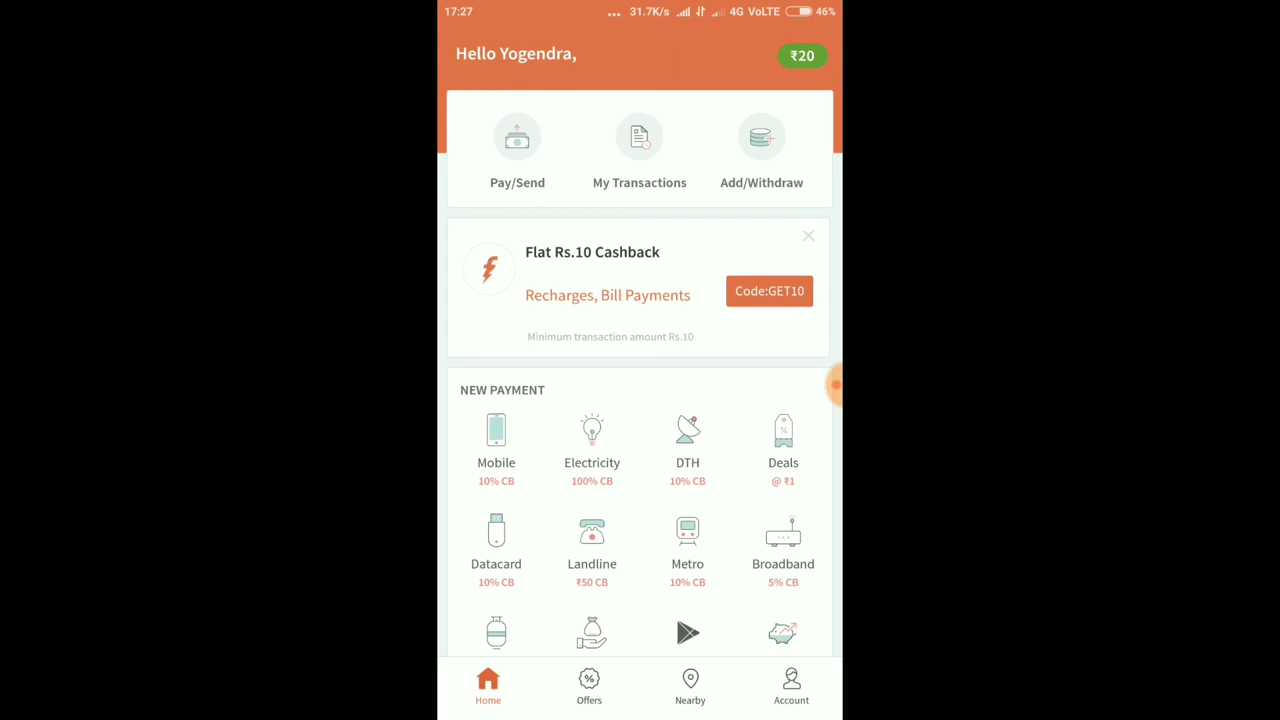 17:27 ... 31.7K/s 4G VoLTE 46%
Hello Yogendra, ₹20
Pay/Send My Transactions Add/Withdraw
Flat Rs.10 Cashback
Recharges, Bill Payments Code:GET10
Minimum transaction amount Rs.10
NEW PAYMENT
Mobile Electricity DTH Deals
10% CB 100% CB 10% CB @ ₹1
Datacard Landline Metro Broadband
10% CB ₹50 CB 10% CB 5% CB
Home Offers Nearby Account